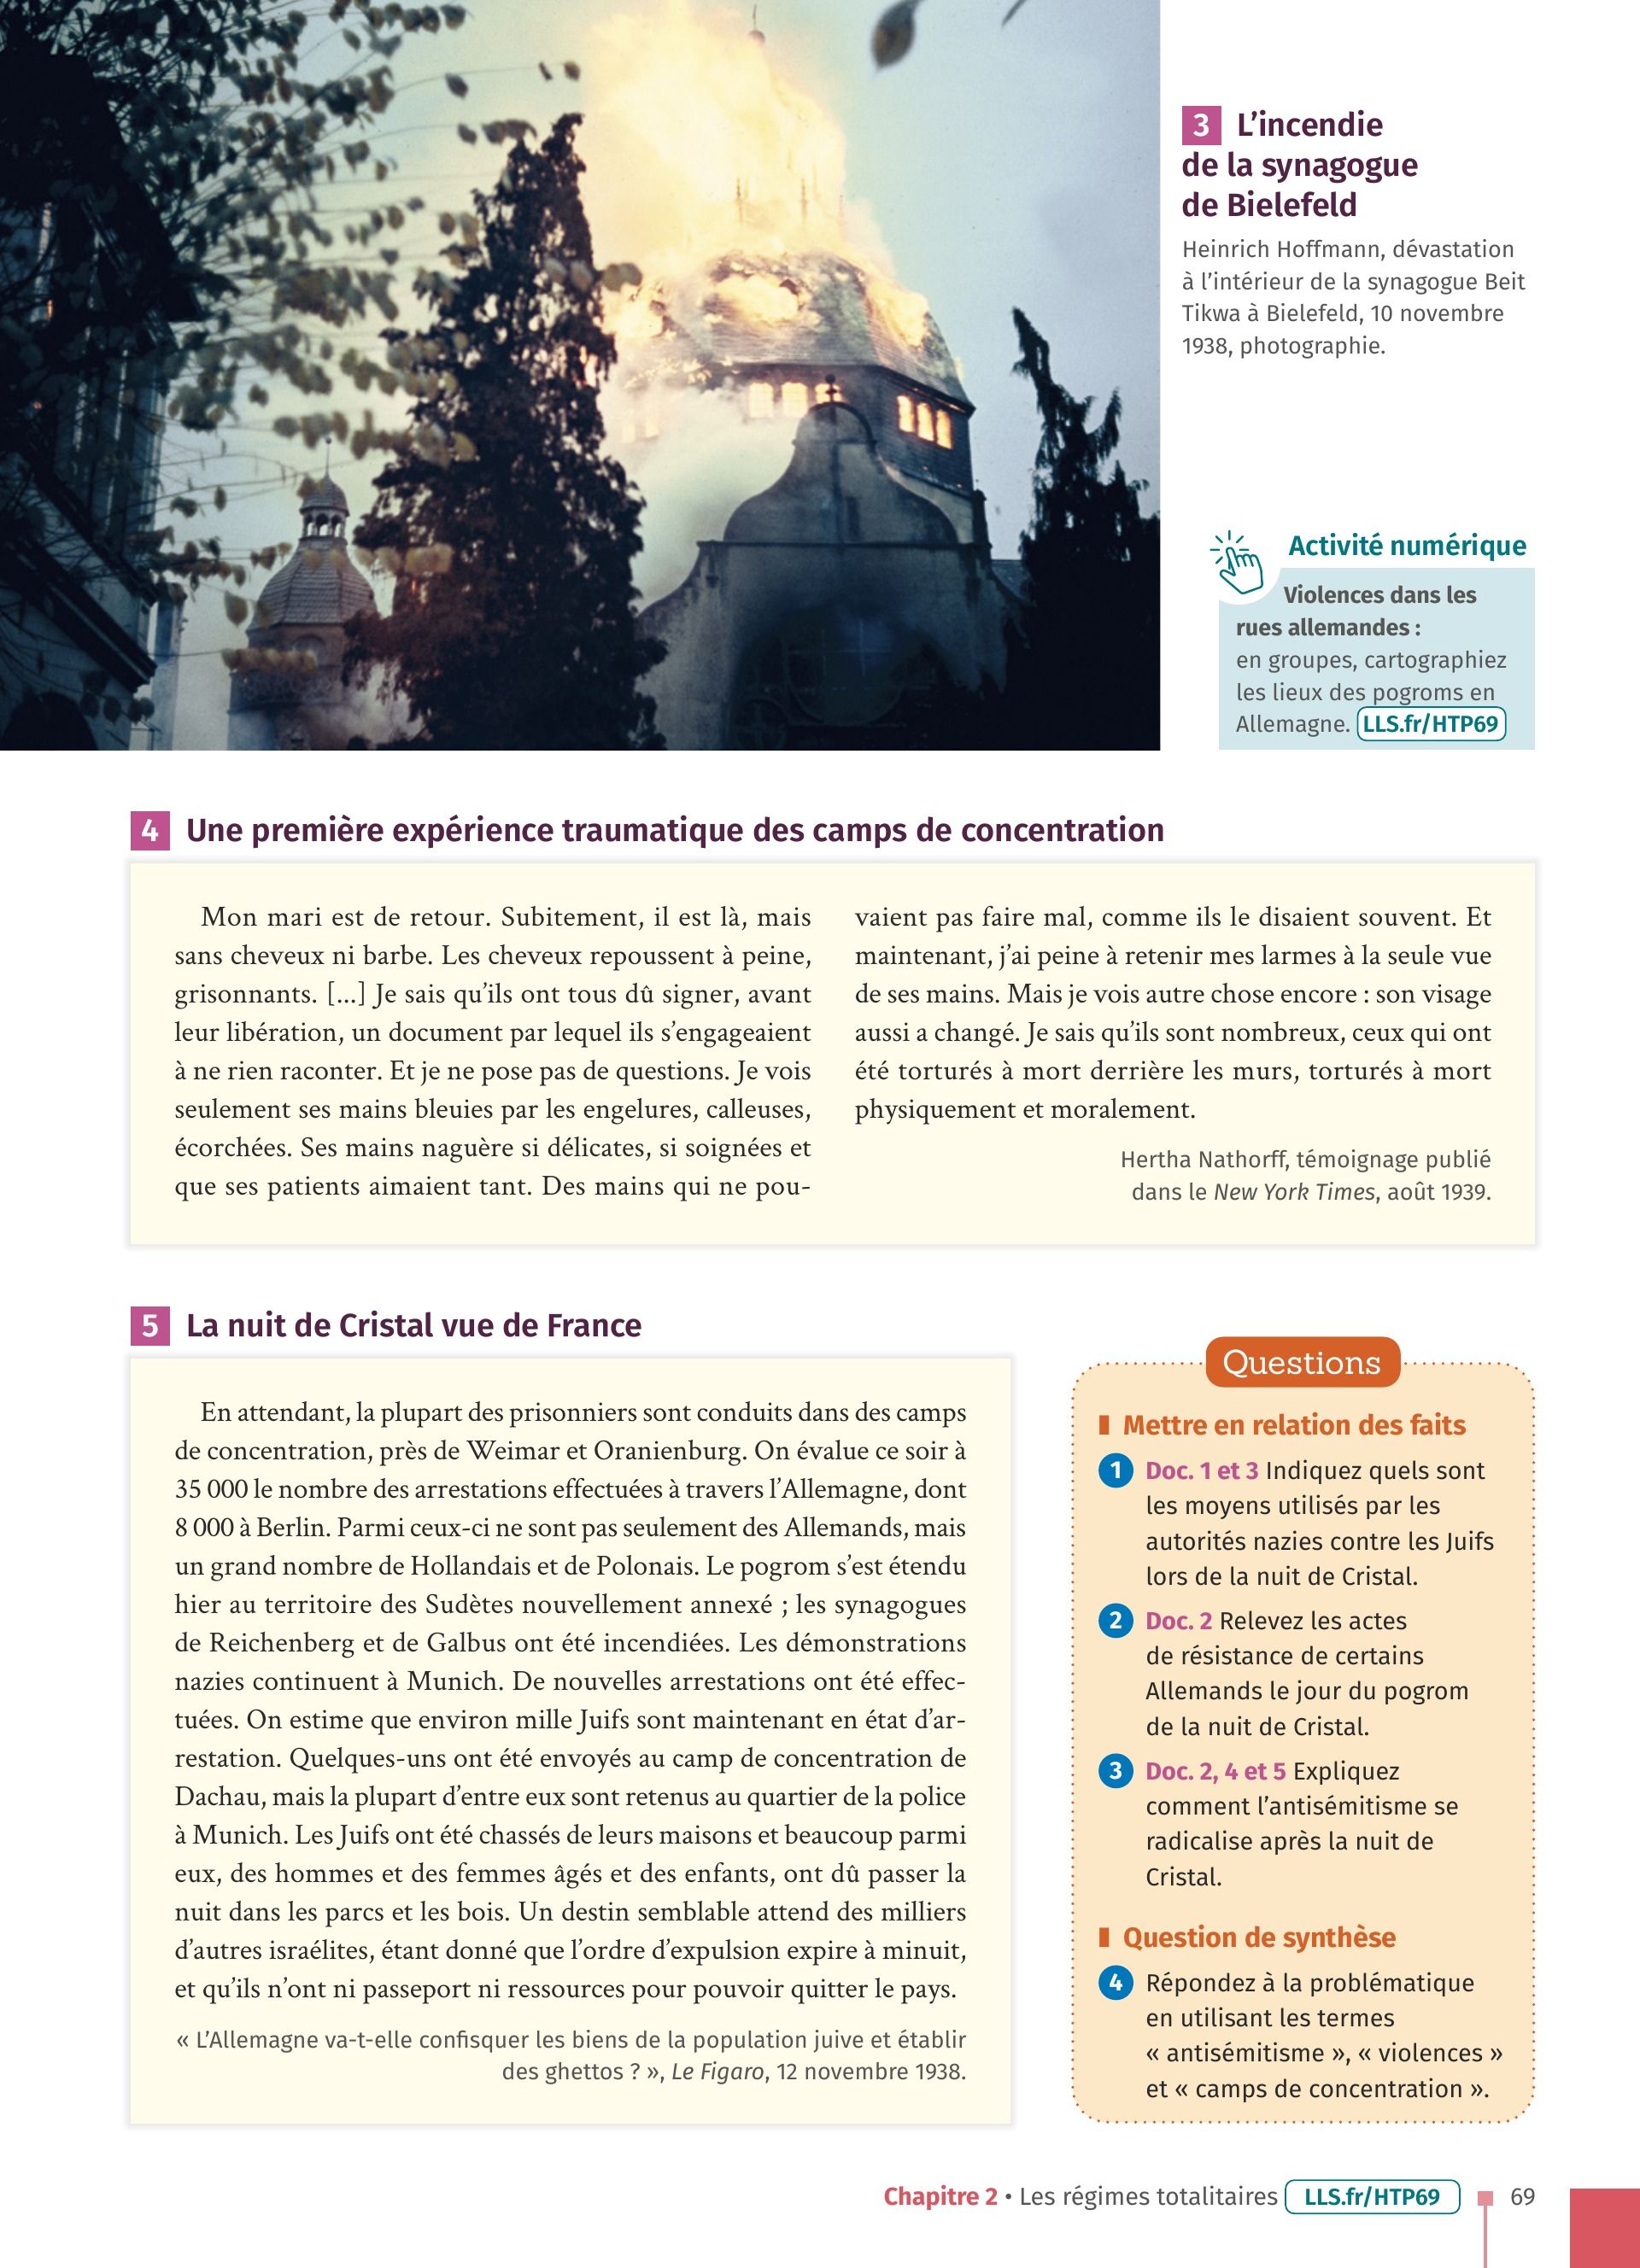 3 L'incendie
de la synagogue
de Bielefeld
Heinrich Hoffmann, dévastation
à l'intérieur de la synagogue Beit
Tikwa à Bielefeld, 10 novembre
1938, photographie.
Activité numérique
Violences dans les
rues allemandes :
en groupes, cartographiez
les lieux des pogroms en
Allemagne. LLS.fr/HTP69
4 Une première expérience traumatique des camps de concentration
Mon mari est de retour. Subitement, il est là, mais
sans cheveux ni barbe. Les cheveux repoussent à peine,
grisonnants. [...] Je sais qu'ils ont tous dû signer, avant
leur libération, un document par lequel ils s'engageaient
à ne rien raconter. Et je ne pose pas de questions. Je vois
seulement ses mains bleuies par les engelures, calleuses,
écorchées. Ses mains naguère si délicates, si soignées et
que ses patients aimaient tant. Des mains qui ne pou-
vaient pas faire mal, comme ils le disaient souvent. Et
maintenant, j'ai peine à retenir mes larmes à la seule vue
de ses mains. Mais je vois autre chose encore : son visage
aussi a changé. Je sais qu'ils sont nombreux, ceux qui ont
été torturés à mort derrière les murs, torturés à mort
physiquement et moralement.
Hertha Nathorff, témoignage publié
dans le New York Times, août 1939.
5 La nuit de Cristal vue de France
En attendant, la plupart des prisonniers sont conduits dans des camps
de concentration, près de Weimar et Oranienburg. On évalue ce soir à
35 000 le nombre des arrestations effectuées à travers l'Allemagne, dont
8 000 à Berlin. Parmi ceux-ci ne sont pas seulement des Allemands, mais
un grand nombre de Hollandais et de Polonais. Le pogrom s'est étendu
hier au territoire des Sudètes nouvellement annexé ; les synagogues
de Reichenberg et de Galbus ont été incendiées. Les démonstrations
nazies continuent à Munich. De nouvelles arrestations ont été effec-
tuées. On estime que environ mille Juifs sont maintenant en état d'ar-
restation. Quelques-uns ont été envoyés au camp de concentration de
Dachau, mais la plupart d'entre eux sont retenus au quartier de la police
à Munich. Les Juifs ont été chassés de leurs maisons et beaucoup parmi
eux, des hommes et des femmes âgés et des enfants, ont dû passer la
nuit dans les parcs et les bois. Un destin semblable attend des milliers
d'autres israélites, étant donné que l'ordre d'expulsion expire à minuit,
et qu'ils n'ont ni passeport ni ressources pour pouvoir quitter le pays.
« L'Allemagne va-t-elle confisquer les biens de la population juive et établir
des ghettos ? », Le Figaro, 12 novembre 1938.
Questions
Mettre en relation des faits
1 Doc. 1 et 3 Indiquez quels sont
les moyens utilisés par les
autorités nazies contre les Juifs
lors de la nuit de Cristal.
2 Doc. 2 Relevez les actes
de résistance de certains
Allemands le jour du pogrom
de la nuit de Cristal.
3 Doc. 2, 4 et 5 Expliquez
comment l'antisémitisme se
radicalise après la nuit de
Cristal.
Question de synthèse
4 Répondez à la problématique
en utilisant les termes
« antisémitisme », « violences »
et « camps de concentration ».
Chapitre 2 • Les régimes totalitaires LLS.fr/HTP69 69